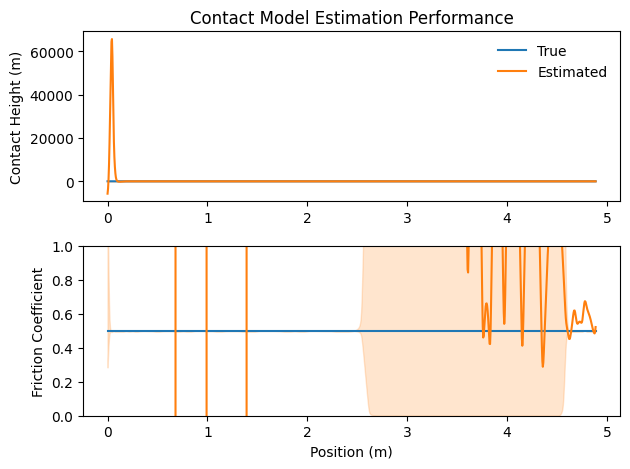 Contact Model Estimation Performance
Contact Height (m)
60000
40000
20000
0
True
Estimated
0 1 2 3 4 5
Friction Coefficient
1.0
0.8
0.6
0.4
0.2
0.0
0 1 2 3 4 5
Position (m)